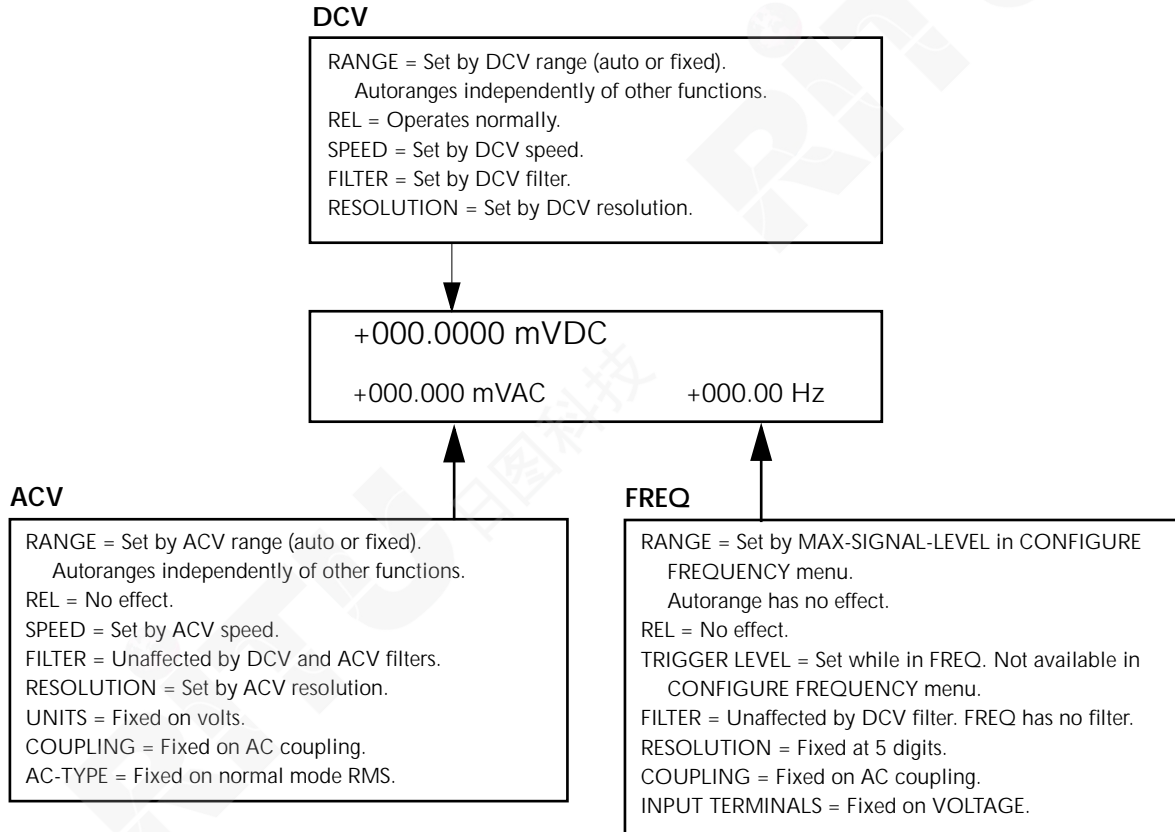 DCV
RANGE = Set by DCV range (auto or fixed).
Autoranges independently of other functions.
REL = Operates normally.
SPEED = Set by DCV speed.
FILTER = Set by DCV filter.
RESOLUTION = Set by DCV resolution.
+000.0000 mVDC
+000.000 mVAC +000.00 Hz
ACV
RANGE = Set by ACV range (auto or fixed).
Autoranges independently of other functions.
REL = No effect.
SPEED = Set by ACV speed.
FILTER = Unaffected by DCV and ACV filters.
RESOLUTION = Set by ACV resolution.
UNITS = Fixed on volts.
COUPLING = Fixed on AC coupling.
AC-TYPE = Fixed on normal mode RMS.
FREQ
RANGE = Set by MAX-SIGNAL-LEVEL in CONFIGURE
FREQUENCY menu.
Autorange has no effect.
REL = No effect.
TRIGGER LEVEL = Set while in FREQ. Not available in
CONFIGURE FREQUENCY menu.
FILTER = Unaffected by DCV filter. FREQ has no filter.
RESOLUTION = Fixed at 5 digits.
COUPLING = Fixed on AC coupling.
INPUT TERMINALS = Fixed on VOLTAGE.
RITU
日图科技